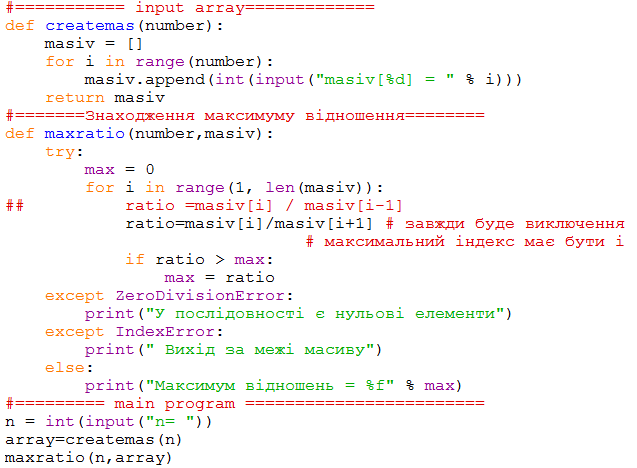 #=========== input array=============
def createmas(number):
    masiv = []
    for i in range(number):
        masiv.append(int(input("masiv[%d] = " % i)))
    return masiv
#=======Знаходження максимуму відношення========
def maxratio(number,masiv):
    try:
        max = 0
        for i in range(1, len(masiv)):
##          ratio =masiv[i] / masiv[i-1]
            ratio=masiv[i]/masiv[i+1] # завжди буде виключення
                              # максимальний індекс має бути i
            if ratio > max:
                max = ratio
    except ZeroDivisionError:
        print("У послідовності є нульові елементи")
    except IndexError:
        print(" Вихід за межі масиву")
    else:
        print("Максимум відношень = %f" % max)
#========= main program ========================
n = int(input("n= "))
array=createmas(n)
maxratio(n,array)